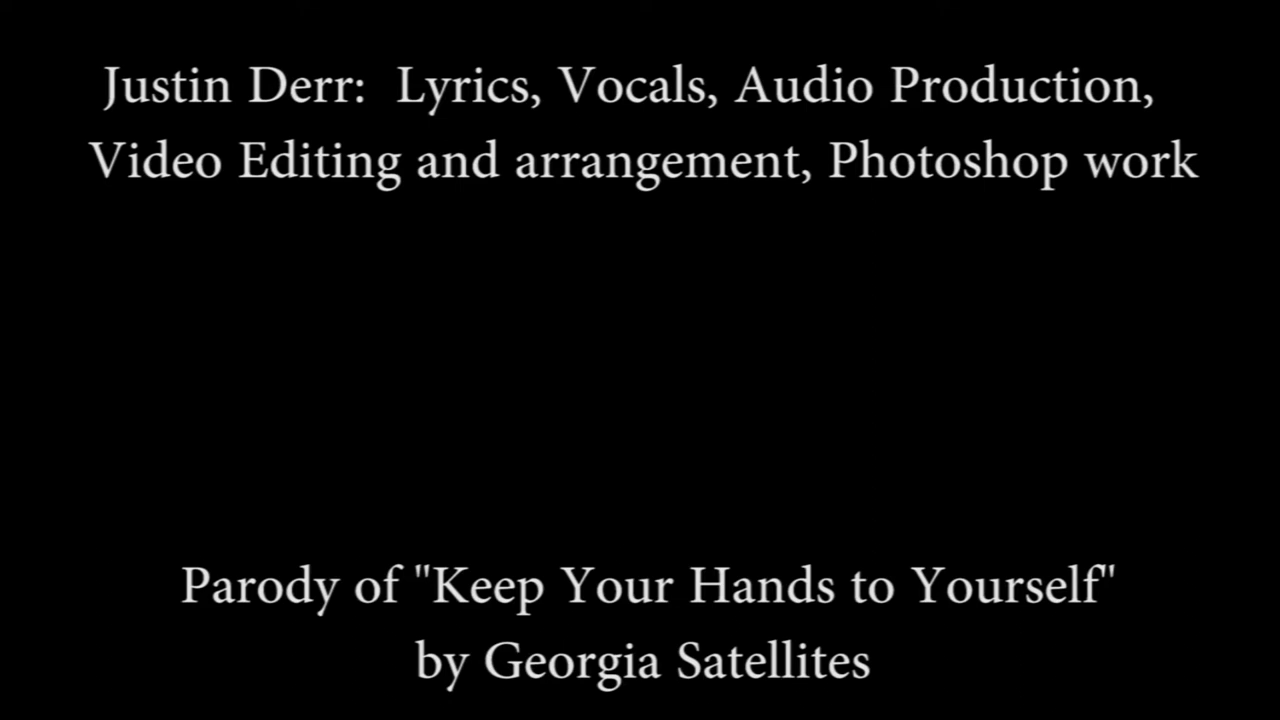 Justin Derr:  Lyrics, Vocals, Audio Production,
Video Editing and arrangement, Photoshop work
Parody of "Keep Your Hands to Yourself"
by Georgia Satellites